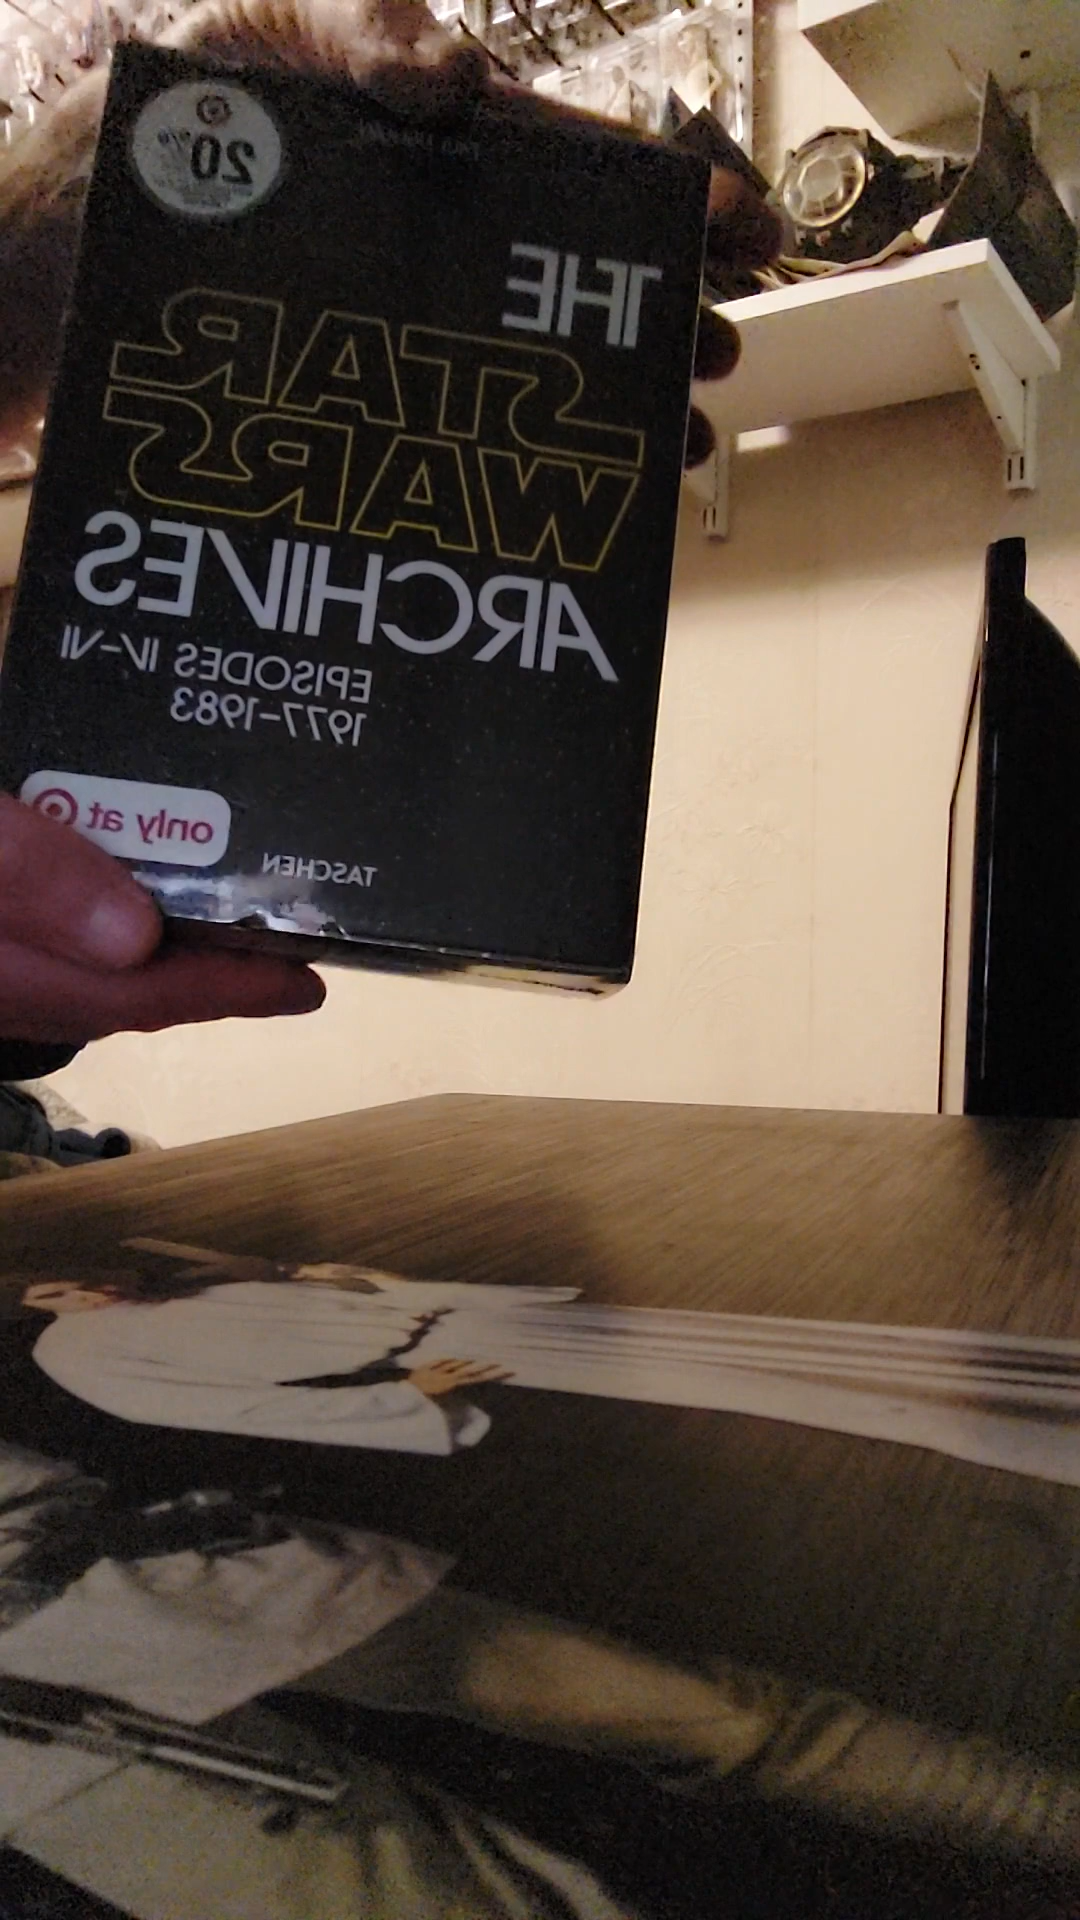 20%
THE
STAR
WARS
ARCHIVES
EPISODES IV–VI
1977–1983
only at
TASCHEN